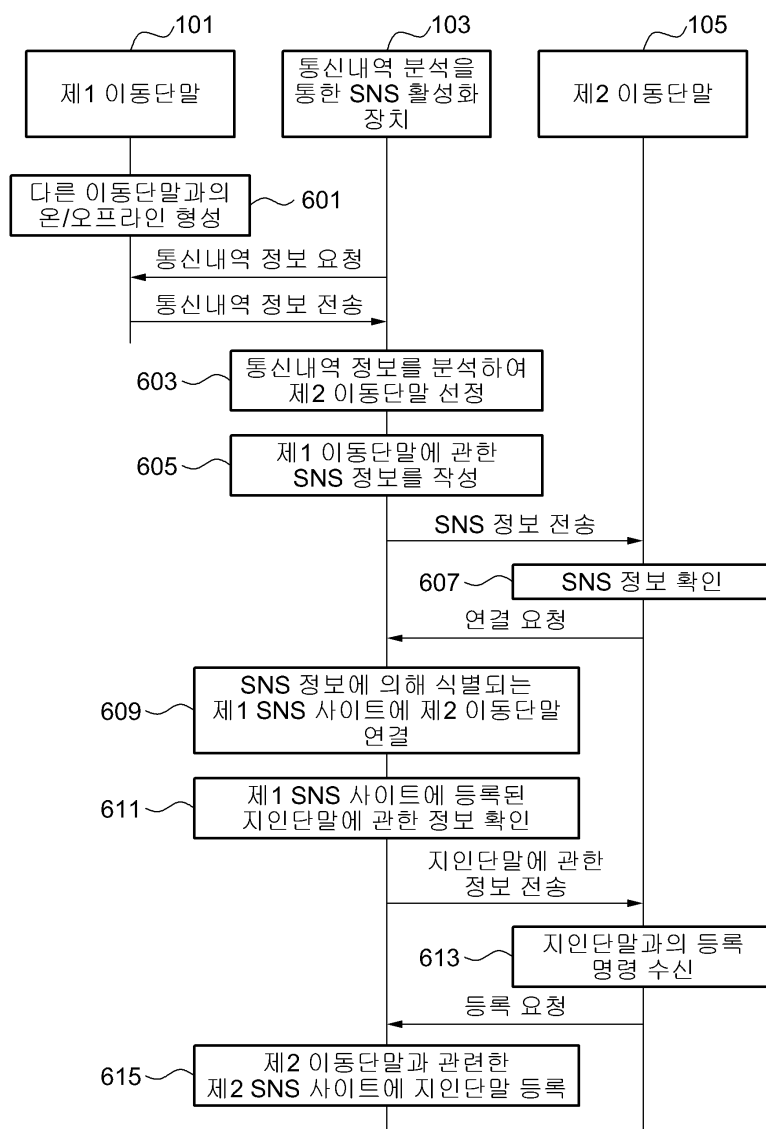 101
103
105
제1 이동단말
통신내역 분석을
통한 SNS 활성화
장치
제2 이동단말
다른 이동단말과의
온/오프라인 형성
601
통신내역 정보 요청
통신내역 정보 전송
603
통신내역 정보를 분석하여
제2 이동단말 선정
605
제1 이동단말에 관한
SNS 정보를 작성
SNS 정보 전송
607
SNS 정보 확인
연결 요청
609
SNS 정보에 의해 식별되는
제1 SNS 사이트에 제2 이동단말
연결
611
제1 SNS 사이트에 등록된
지인단말에 관한 정보 확인
지인단말에 관한
정보 전송
613
지인단말과의 등록
명령 수신
등록 요청
615
제2 이동단말과 관련한
제2 SNS 사이트에 지인단말 등록